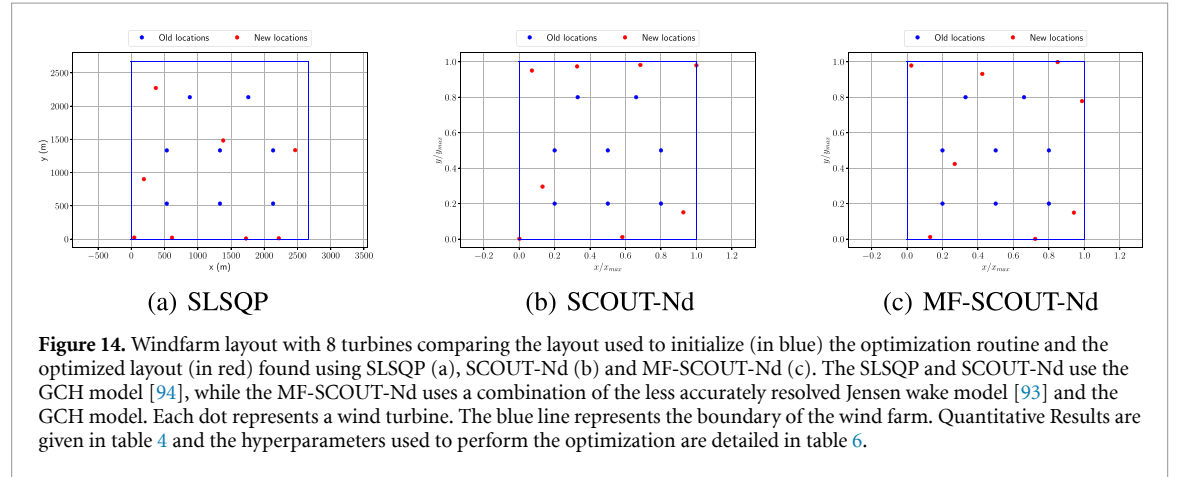 Old locations New locations
Old locations New locations
Old locations New locations
y (m)
2500
2000
1500
1000
500
0
−500 0 500 1000 1500 2000 2500 3000 3500
x (m)
y/y_max
1.0
0.8
0.6
0.4
0.2
0.0
−0.2 0.0 0.2 0.4 0.6 0.8 1.0 1.2
x/x_max
y/y_max
1.0
0.8
0.6
0.4
0.2
0.0
−0.2 0.0 0.2 0.4 0.6 0.8 1.0 1.2
x/x_max
(a) SLSQP
(b) SCOUT-Nd
(c) MF-SCOUT-Nd
Figure 14. Windfarm layout with 8 turbines comparing the layout used to initialize (in blue) the optimization routine and the
optimized layout (in red) found using SLSQP (a), SCOUT-Nd (b) and MF-SCOUT-Nd (c). The SLSQP and SCOUT-Nd use the
GCH model [94], while the MF-SCOUT-Nd uses a combination of the less accurately resolved Jensen wake model [93] and the
GCH model. Each dot represents a wind turbine. The blue line represents the boundary of the wind farm. Quantitative Results are
given in table 4 and the hyperparameters used to perform the optimization are detailed in table 6.